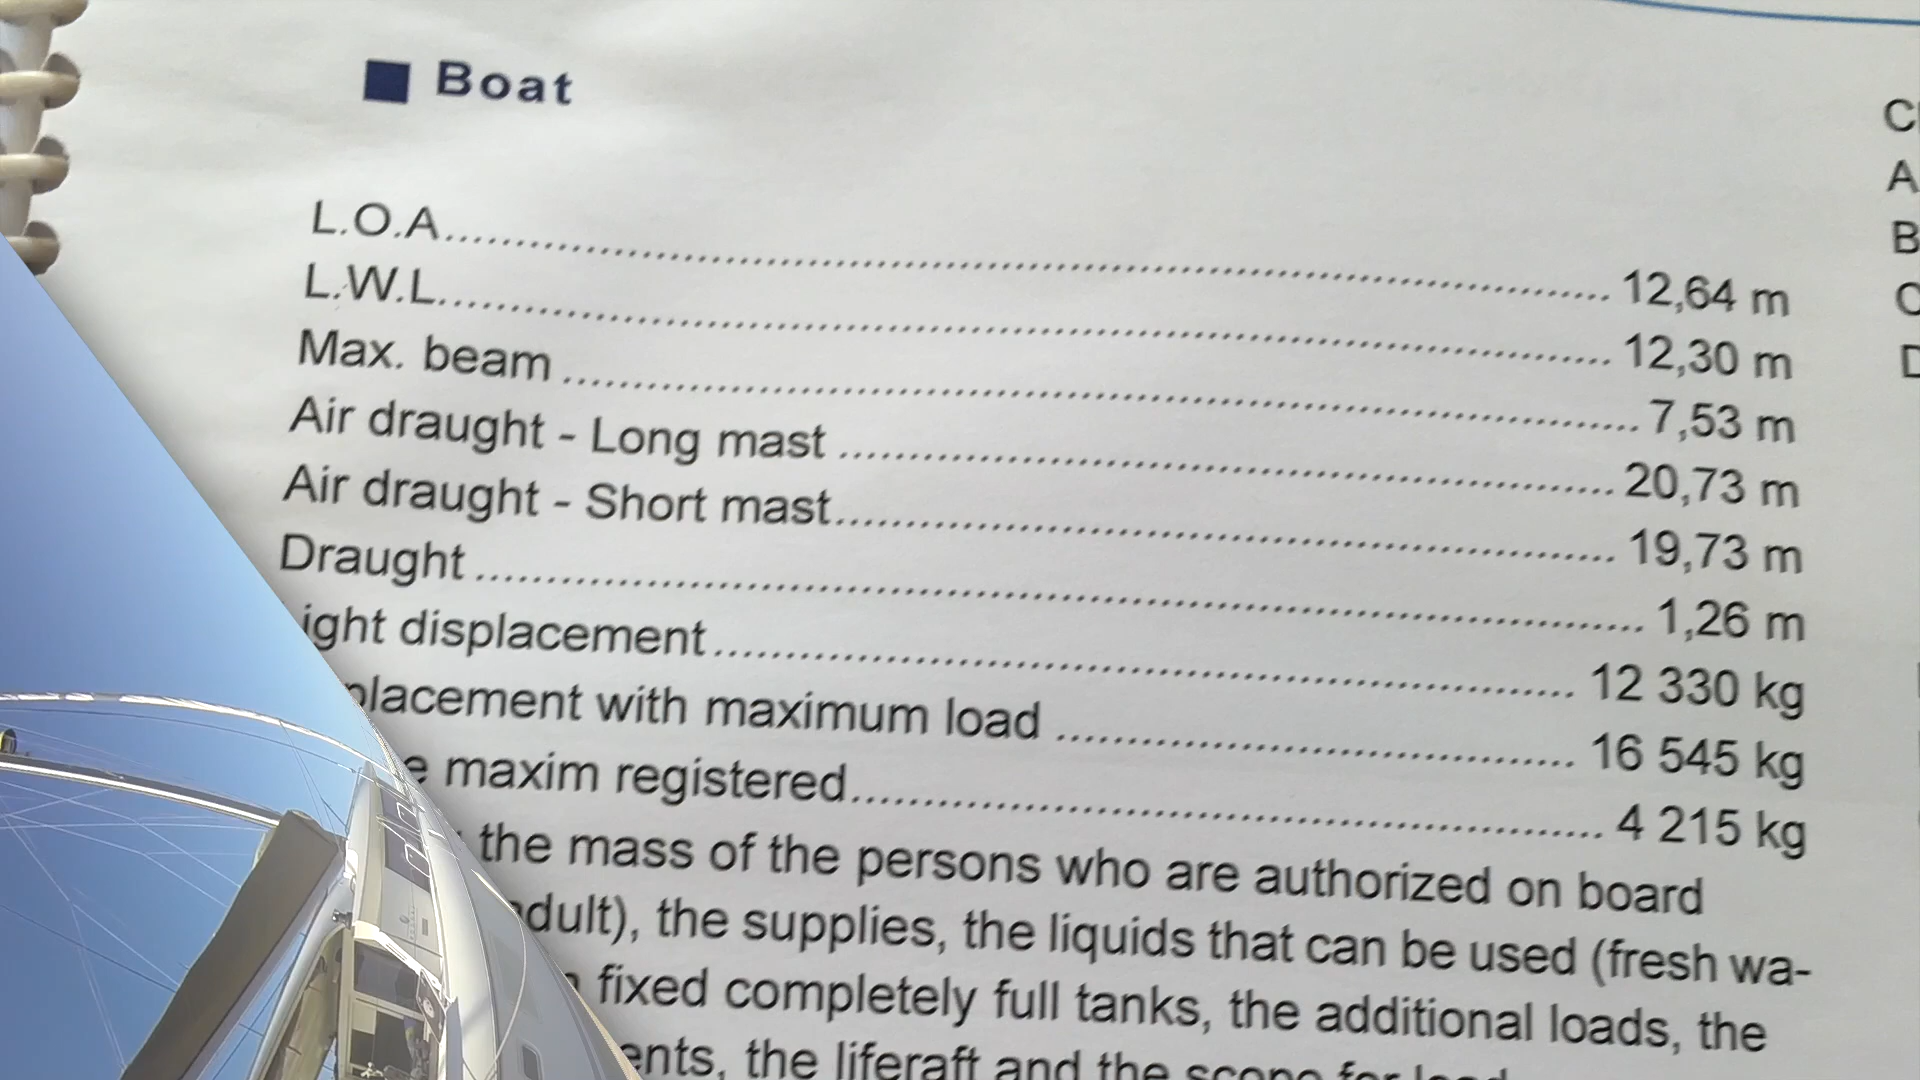 Boat
L.O.A. 12,64 m
L.W.L. 12,30 m
Max. beam 7,53 m
Air draught - Long mast 20,73 m
Air draught - Short mast 19,73 m
Draught 1,26 m
ight displacement 12 330 kg
placement with maximum load 16 545 kg
e maxim registered 4 215 kg
the mass of the persons who are authorized on board
dult), the supplies, the liquids that can be used (fresh wa-
fixed completely full tanks, the additional loads, the
ents, the liferaft and the scope for load